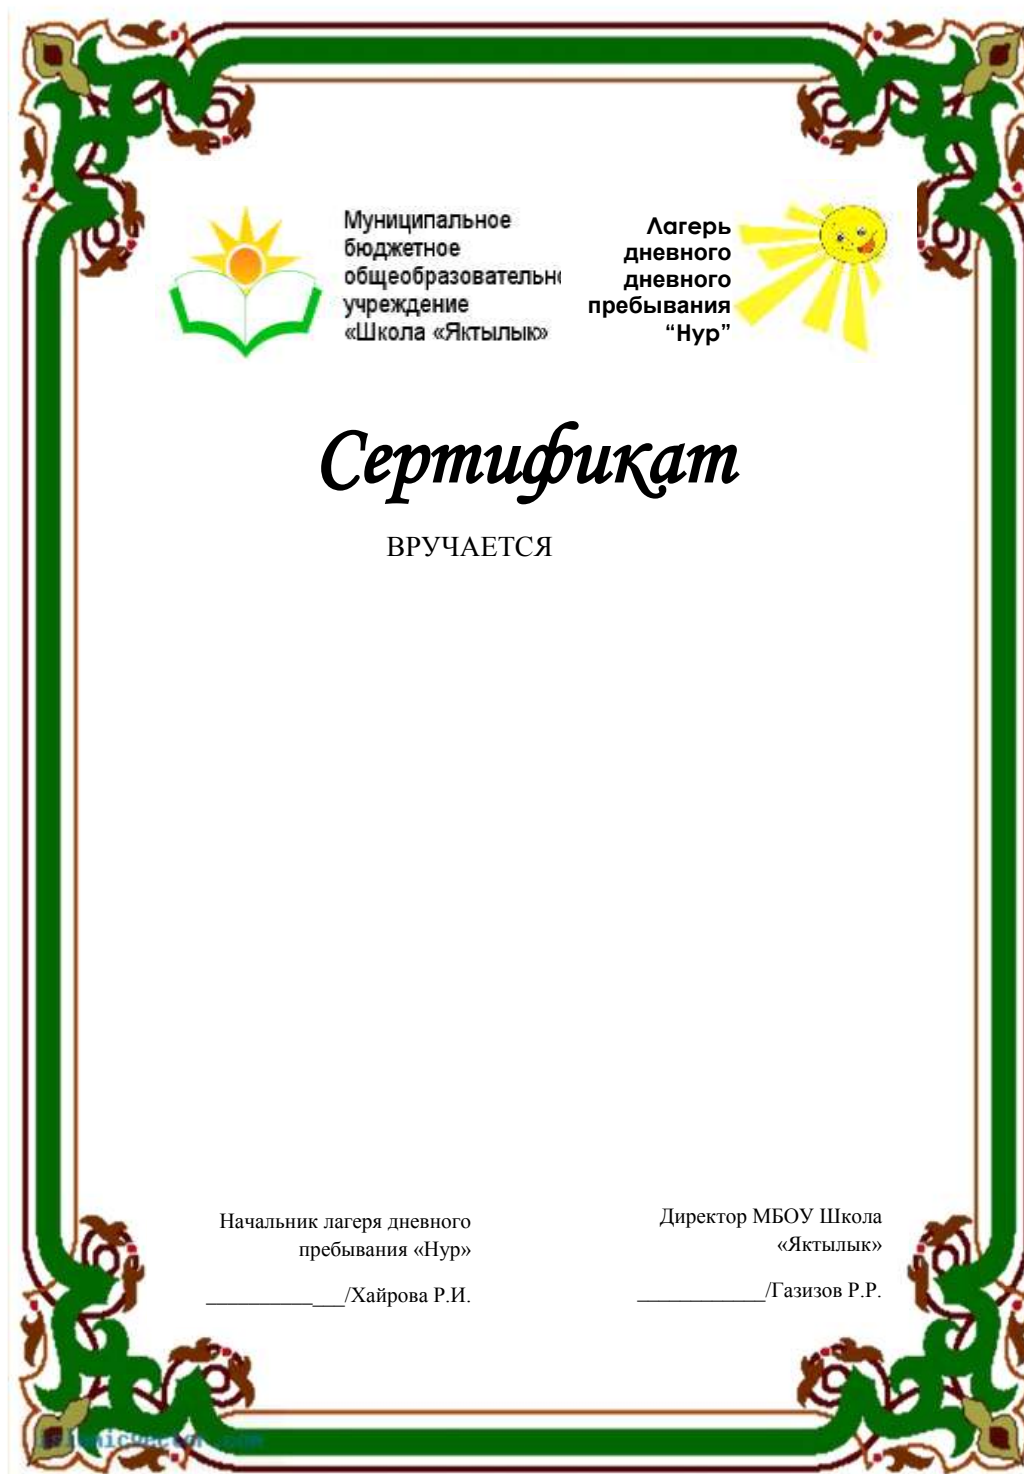 Муниципальное
бюджетное
общеобразовательн
учреждение
«Школа «Яктылык»
Лагерь
дневного
дневного
пребывания
“Нур”
Сертификат
ВРУЧАЕТСЯ
Начальник лагеря дневного
пребывания «Нур»
_____________/Хайрова Р.И.
Директор МБОУ Школа
«Яктылык»
____________/Газизов Р.Р.